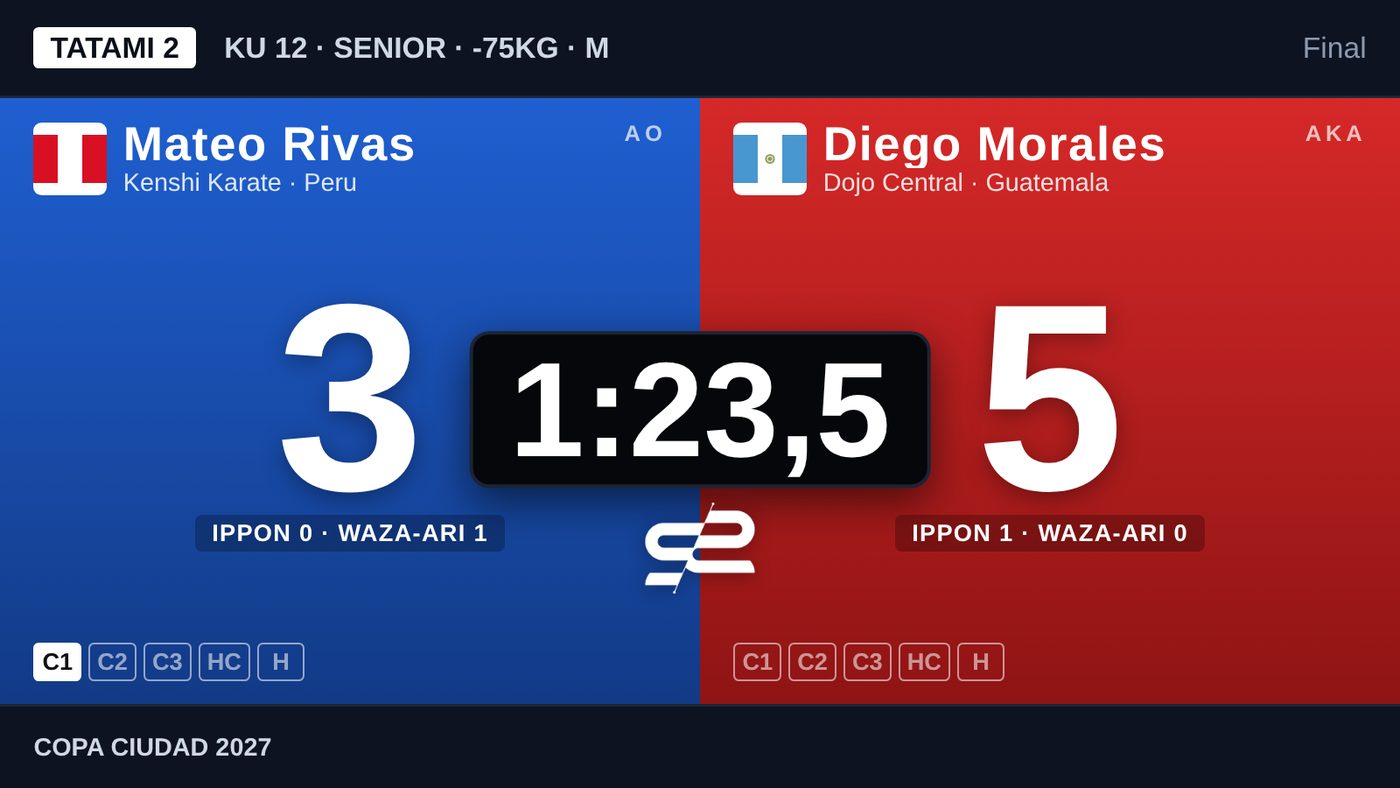 TATAMI 2 KU 12 · SENIOR · -75KG · M Final
Mateo Rivas
Kenshi Karate · Peru
AO
Diego Morales
Dojo Central · Guatemala
AKA
3
1:23,5
5
IPPON 0 · WAZA-ARI 1
IPPON 1 · WAZA-ARI 0
C1 C2 C3 HC H
C1 C2 C3 HC H
COPA CIUDAD 2027